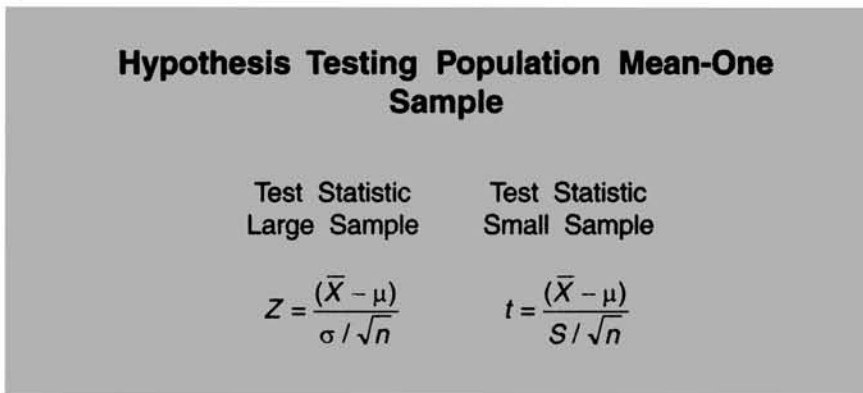 Hypothesis Testing Population Mean-One
Sample
Test Statistic Test Statistic
Large Sample Small Sample
Z = (X̅ − μ) / (σ / √n) t = (X̅ − μ) / (S / √n)